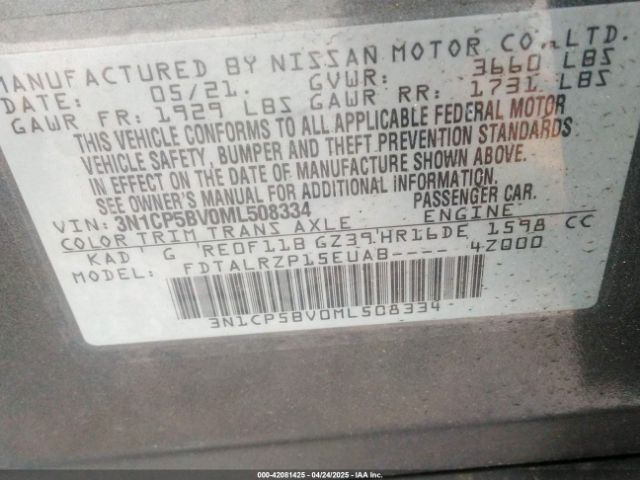 MANUFACTURED BY NISSAN MOTOR CO., LTD.
DATE: 05/21. GVWR: 3660 LBS
GAWR FR: 1929 LBS GAWR RR: 1731 LBS
THIS VEHICLE CONFORMS TO ALL APPLICABLE FEDERAL MOTOR
VEHICLE SAFETY, BUMPER AND THEFT PREVENTION STANDARDS
IN EFFECT ON THE DATE OF MANUFACTURE SHOWN ABOVE.
SEE OWNER'S MANUAL FOR ADDITIONAL INFORMATION.
VIN: 3N1CP5BV0ML508334 PASSENGER CAR.
COLOR TRIM TRANS AXLE ENGINE
KAD G RE0F11B GZ39 HR16DE 1598 CC
MODEL: FDTALRZP15EUAB---- 4Z000
3N1CP5BV0ML508334
000-42081425 04/24/2025 IAAI.COM